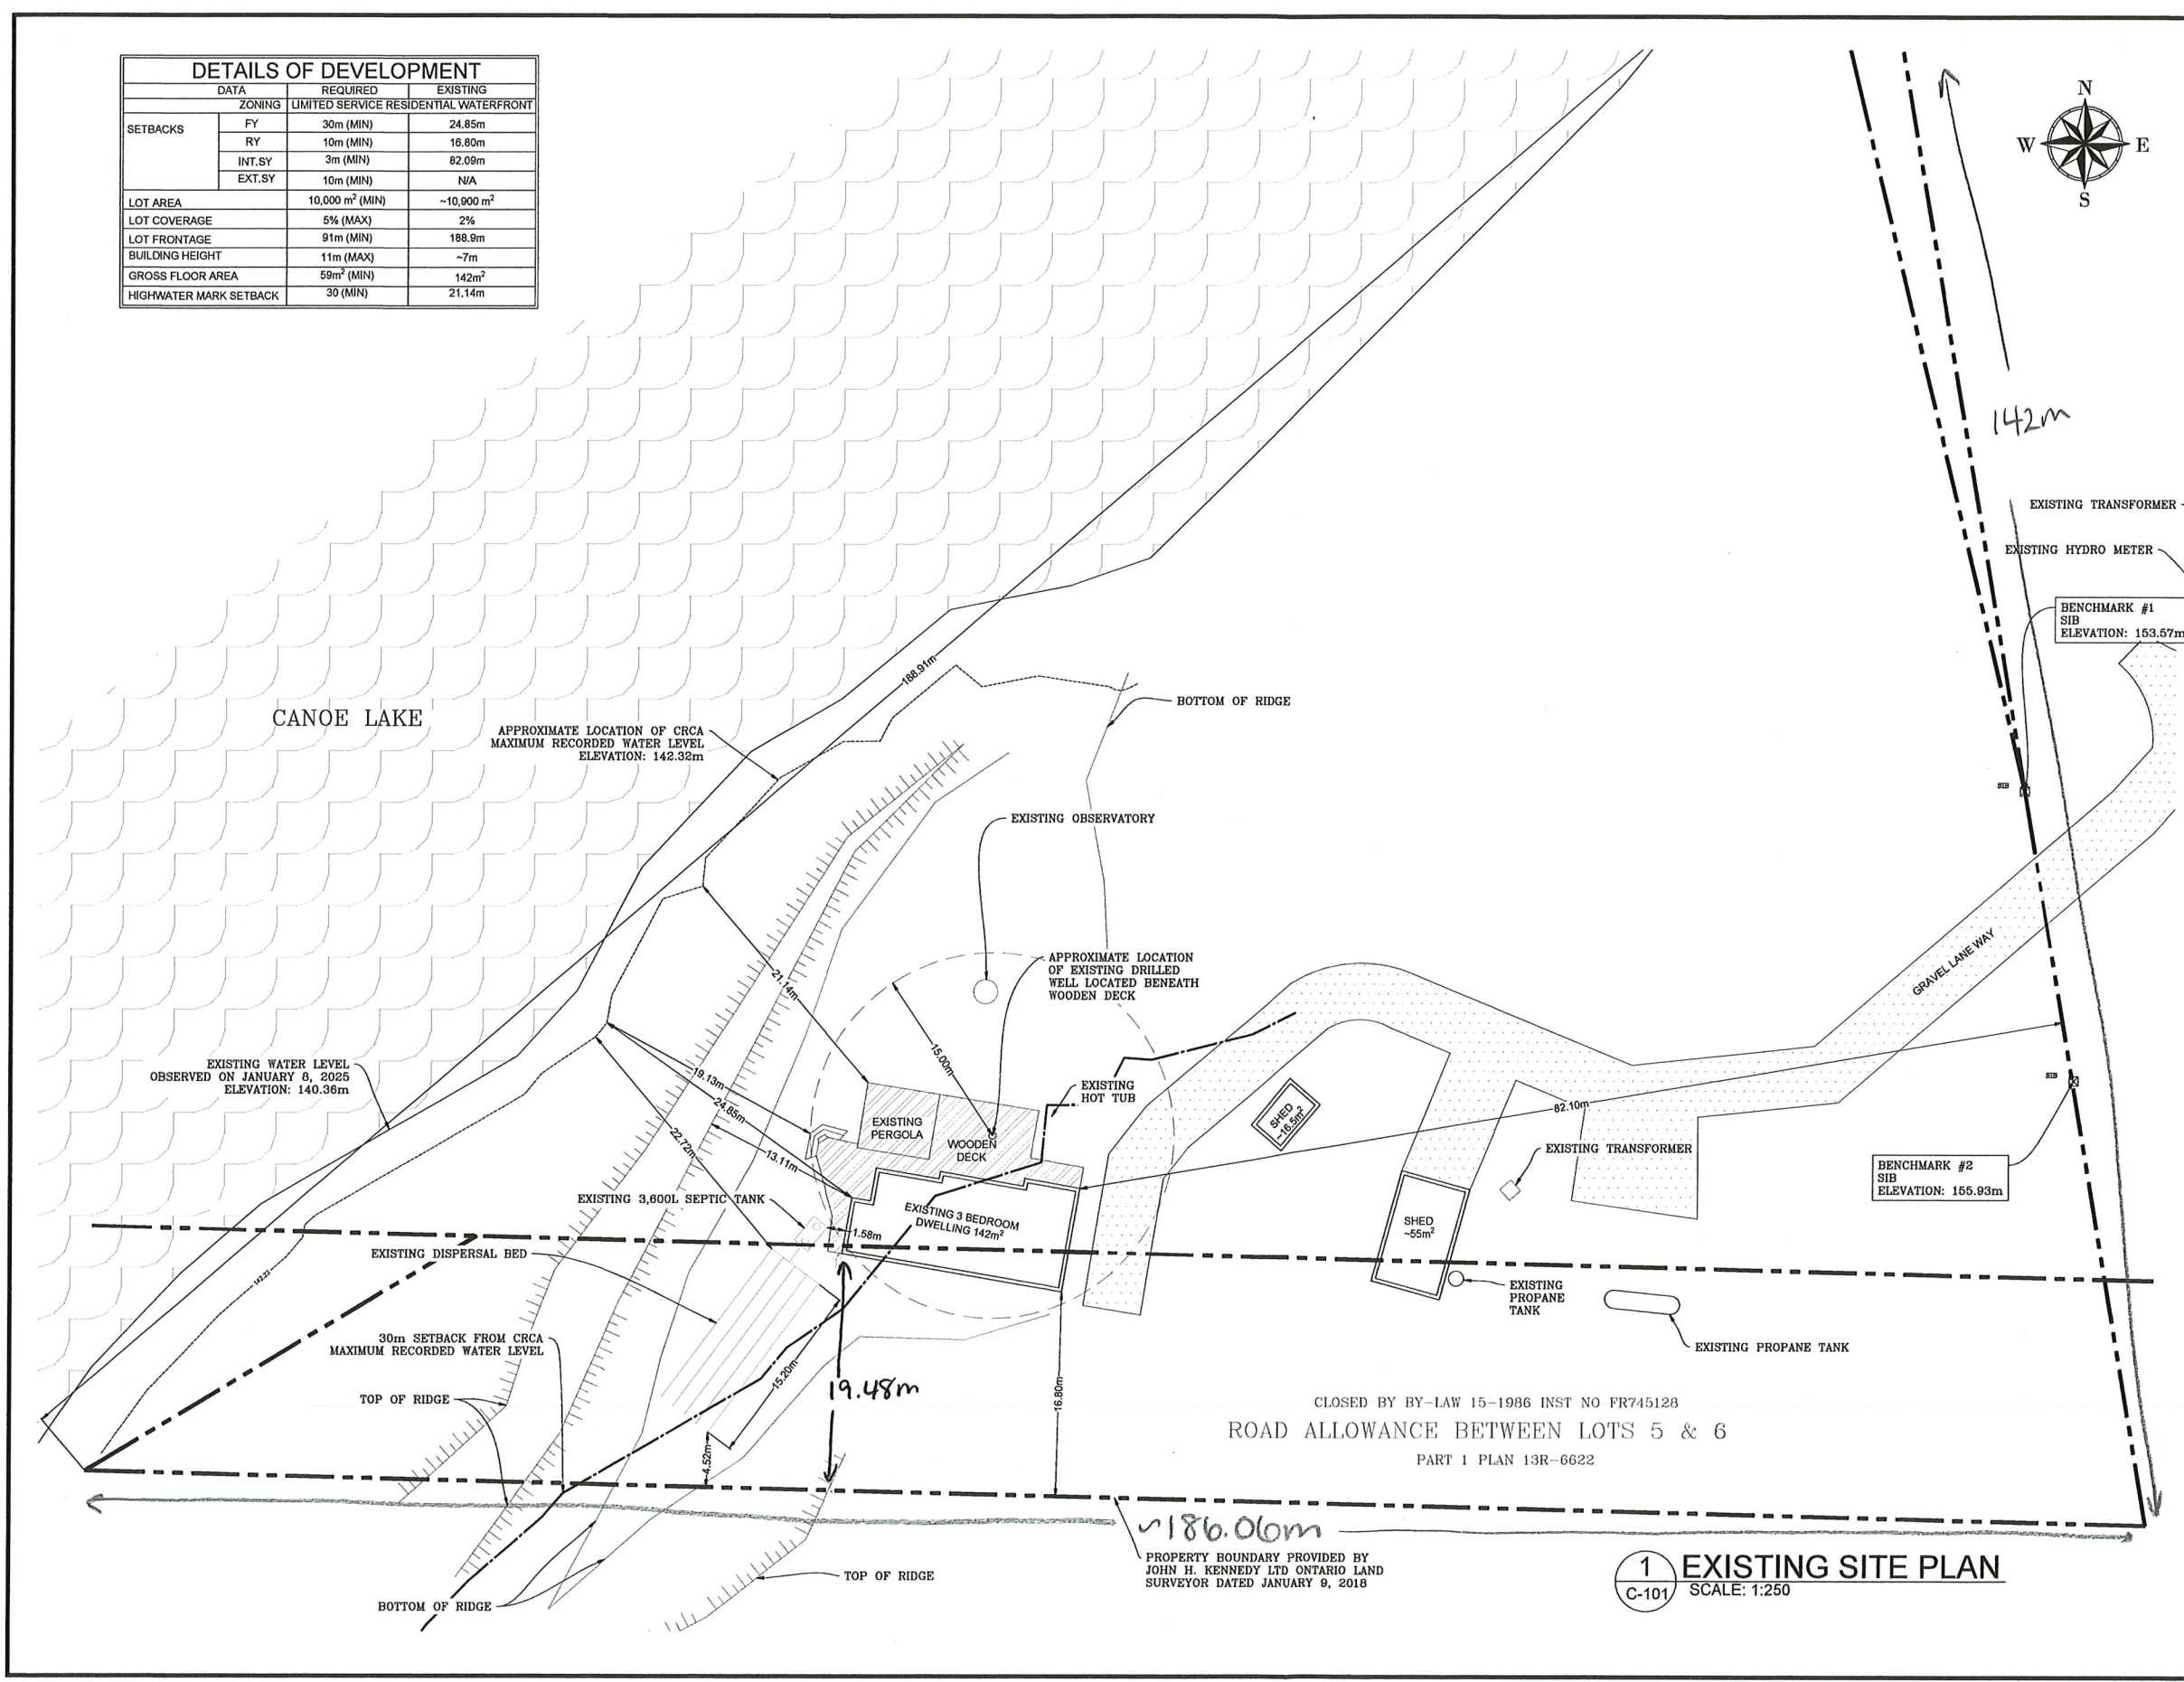 DETAILS OF DEVELOPMENT
DATA REQUIRED EXISTING
ZONING LIMITED SERVICE RESIDENTIAL WATERFRONT
SETBACKS FY 30m (MIN) 24.85m
RY 10m (MIN) 16.80m
INT.SY 3m (MIN) 82.09m
EXT.SY 10m (MIN) N/A
LOT AREA 10,000 m² (MIN) ~10,900 m²
LOT COVERAGE 5% (MAX) 2%
LOT FRONTAGE 91m (MIN) 188.9m
BUILDING HEIGHT 11m (MAX) ~7m
GROSS FLOOR AREA 59m² (MIN) 142m²
HIGHWATER MARK SETBACK 30 (MIN) 21.14m
N
W E
S
142m
EXISTING TRANSFORMER
EXISTING HYDRO METER
BENCHMARK #1
SIB
ELEVATION: 153.57m
188.91m
BOTTOM OF RIDGE
CANOE LAKE
APPROXIMATE LOCATION OF CRCA
MAXIMUM RECORDED WATER LEVEL
ELEVATION: 142.32m
SIB
EXISTING OBSERVATORY
GRAVEL LANE WAY
APPROXIMATE LOCATION
OF EXISTING DRILLED
WELL LOCATED BENEATH
WOODEN DECK
21.14m
15.00m
EXISTING WATER LEVEL
OBSERVED ON JANUARY 8, 2025
ELEVATION: 140.36m
19.13m
24.85m
22.72m
13.11m
EXISTING
HOT TUB
SIB
82.10m
SHED
~16.5m²
EXISTING
PERGOLA
WOODEN
DECK
EXISTING TRANSFORMER
BENCHMARK #2
SIB
ELEVATION: 155.93m
EXISTING 3,600L SEPTIC TANK
EXISTING 3 BEDROOM
DWELLING 142m²
1.58m
SHED
~55m²
EXISTING DISPERSAL BED
EXISTING
PROPANE
TANK
EXISTING PROPANE TANK
30m SETBACK FROM CRCA
MAXIMUM RECORDED WATER LEVEL
15.20m
19.48m
16.80m
TOP OF RIDGE
CLOSED BY BY-LAW 15-1986 INST NO FR745128
ROAD ALLOWANCE BETWEEN LOTS 5 & 6
PART 1 PLAN 13R-6622
4.52m
~186.06m
PROPERTY BOUNDARY PROVIDED BY
JOHN H. KENNEDY LTD ONTARIO LAND
SURVEYOR DATED JANUARY 9, 2018
TOP OF RIDGE
BOTTOM OF RIDGE
1
C-101
EXISTING SITE PLAN
SCALE: 1:250